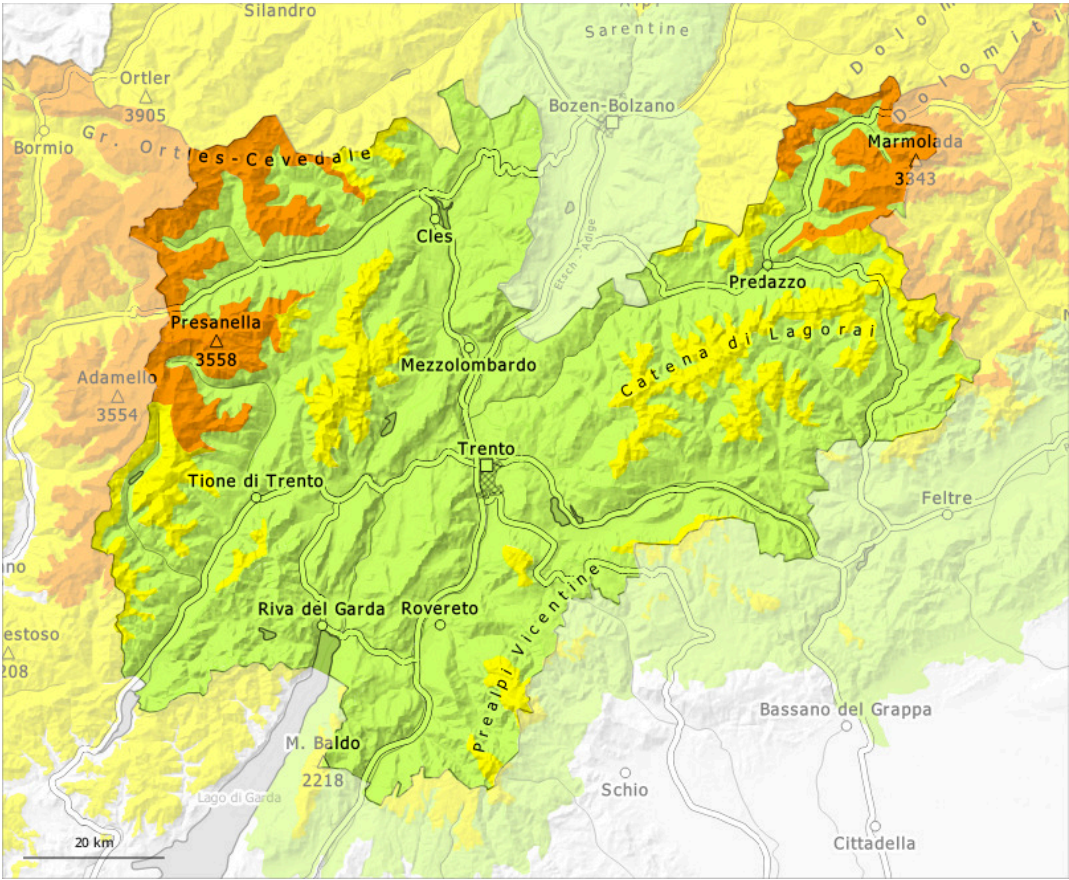 Silandro
Sarentine
Ortler
3905
Bozen-Bolzano
Bormio
Gr. Ortles-Cevedale
Dolomiti
Marmolada
3343
Cles
Etsch - Adige
Predazzo
Presanella
3558
Catena di Lagorai
Mezzolombardo
Adamello
3554
Trento
Tione di Trento
Feltre
Riva del Garda
Rovereto
Prealpi Vicentine
208
Bassano del Grappa
M. Baldo
2218
Schio
Lago di Garda
20 km
Cittadella